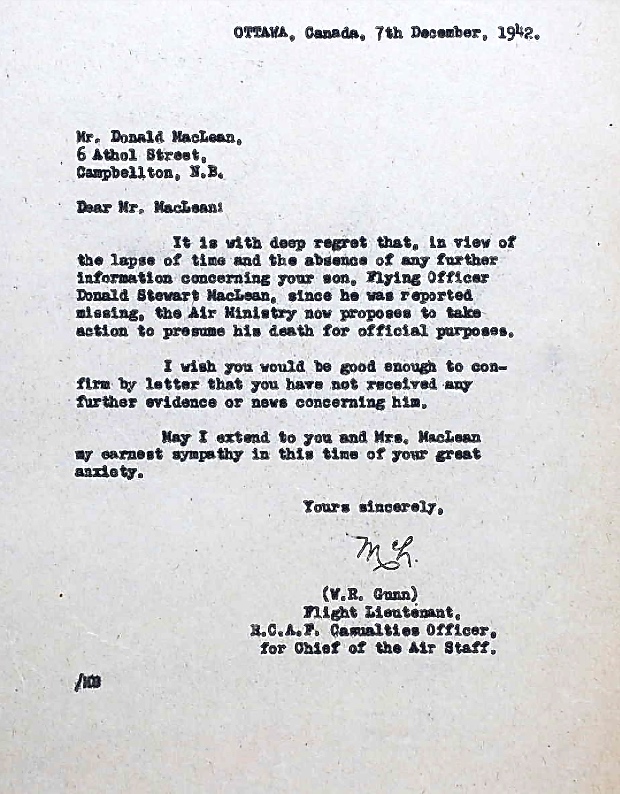 OTTAWA, Canada, 7th December, 1942.
Mr. Donald MacLean,
6 Athol Street,
Campbellton, N.B.
Dear Mr. MacLean:
It is with deep regret that, in view of
the lapse of time and the absence of any further
information concerning your son, Flying Officer
Donald Stewart MacLean, since he was reported
missing, the Air Ministry now proposes to take
action to presume his death for official purposes.
I wish you would be good enough to con-
firm by letter that you have not received any
further evidence or news concerning him.
May I extend to you and Mrs. MacLean
my earnest sympathy in this time of your great
anxiety.
Yours sincerely,
(W.R. Gunn)
Flight Lieutenant,
R.C.A.F. Casualties Officer,
for Chief of the Air Staff.